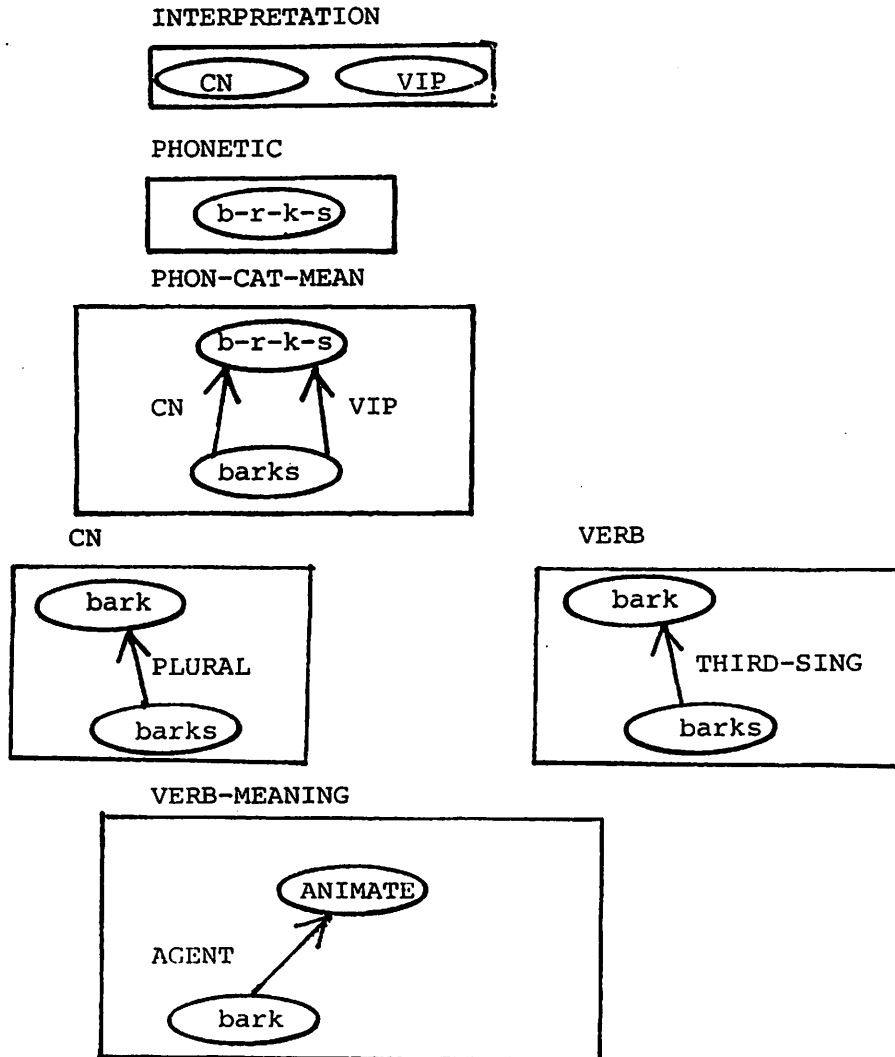 INTERPRETATION
CN VIP
PHONETIC
b-r-k-s
PHON-CAT-MEAN
b-r-k-s
CN VIP
barks
CN VERB
bark bark
PLURAL THIRD-SING
barks barks
VERB-MEANING
ANIMATE
AGENT
bark